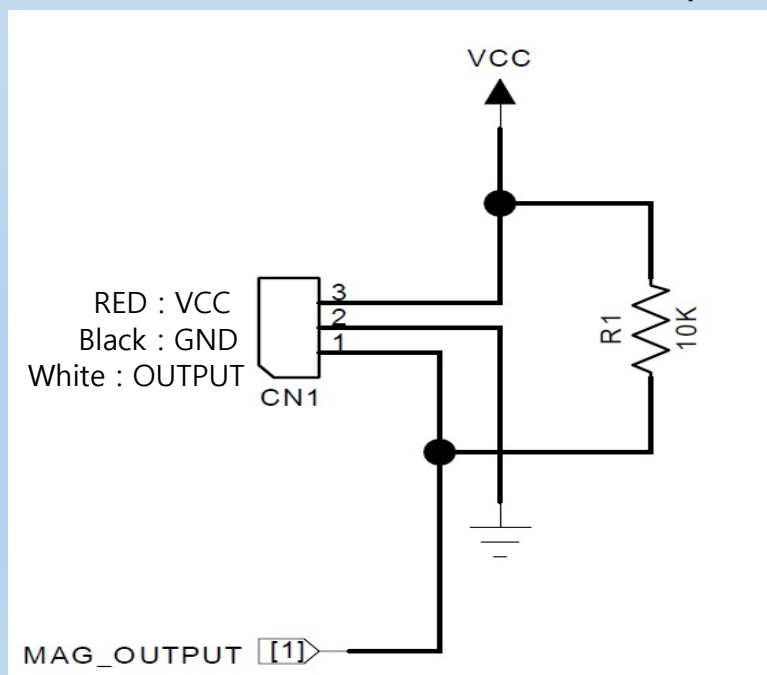 VCC
RED : VCC
Black : GND
White : OUTPUT
3
2
1
CN1
R1
10K
MAG_OUTPUT [1]